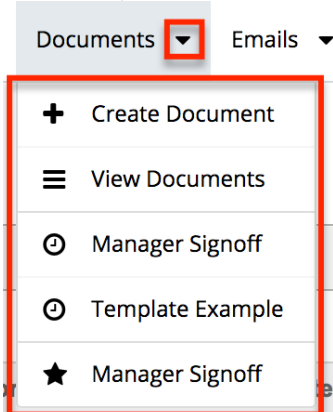 Documents Emails
Create Document
View Documents
Manager Signoff
Template Example
Manager Signoff